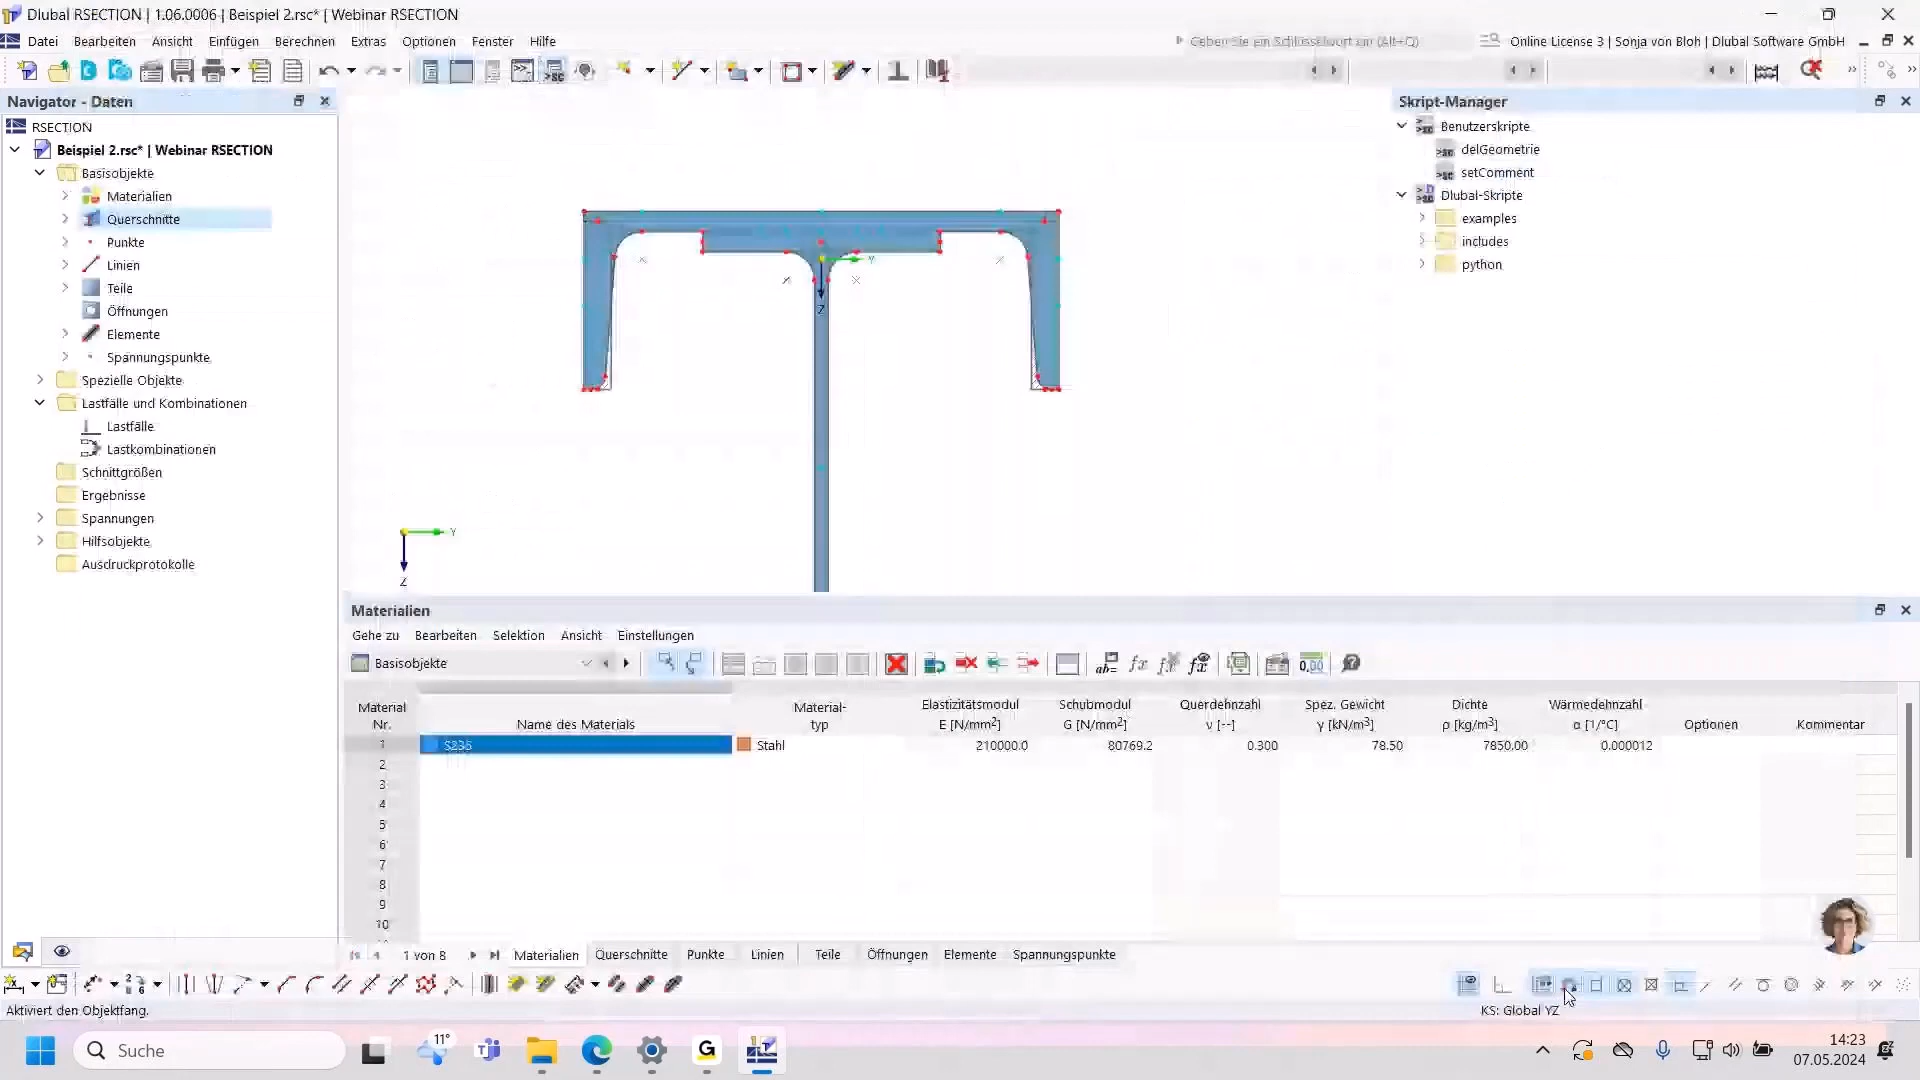 Dlubal RSECTION | 1.06.0006 | Beispiel 2.rsc* | Webinar RSECTION
Datei Bearbeiten Ansicht Einfügen Berechnen Extras Optionen Fenster Hilfe
Geben Sie ein Schlüsselwort ein (Alt+Q)
Online License 3 | Sonja von Bloh | Dlubal Software GmbH
Navigator - Daten
RSECTION
Beispiel 2.rsc* | Webinar RSECTION
Basisobjekte
Materialien
Querschnitte
Punkte
Linien
Teile
Öffnungen
Elemente
Spannungspunkte
Spezielle Objekte
Lastfälle und Kombinationen
Lastfälle
Lastkombinationen
Schnittgrößen
Ergebnisse
Spannungen
Hilfsobjekte
Ausdruckprotokolle
Y
Z
Y
Z
Skript-Manager
Benutzerskripte
delGeometrie
setComment
Dlubal-Skripte
examples
includes
python
Materialien
Gehe zu Bearbeiten Selektion Ansicht Einstellungen
Basisobjekte
Material Nr.
Name des Materials
Material-typ
Elastizitätsmodul E [N/mm²]
Schubmodul G [N/mm²]
Querdehnzahl ν [--]
Spez. Gewicht γ [kN/m³]
Dichte ρ [kg/m³]
Wärmedehnzahl α [1/°C]
Optionen
Kommentar
1 S235 Stahl 210000.0 80769.2 0.300 78.50 7850.00 0.000012
2
3
4
5
6
7
8
9
10
1 von 8 Materialien Querschnitte Punkte Linien Teile Öffnungen Elemente Spannungspunkte
Aktiviert den Objektfang.
KS: Global YZ
Suche
11°
14:23
07.05.2024